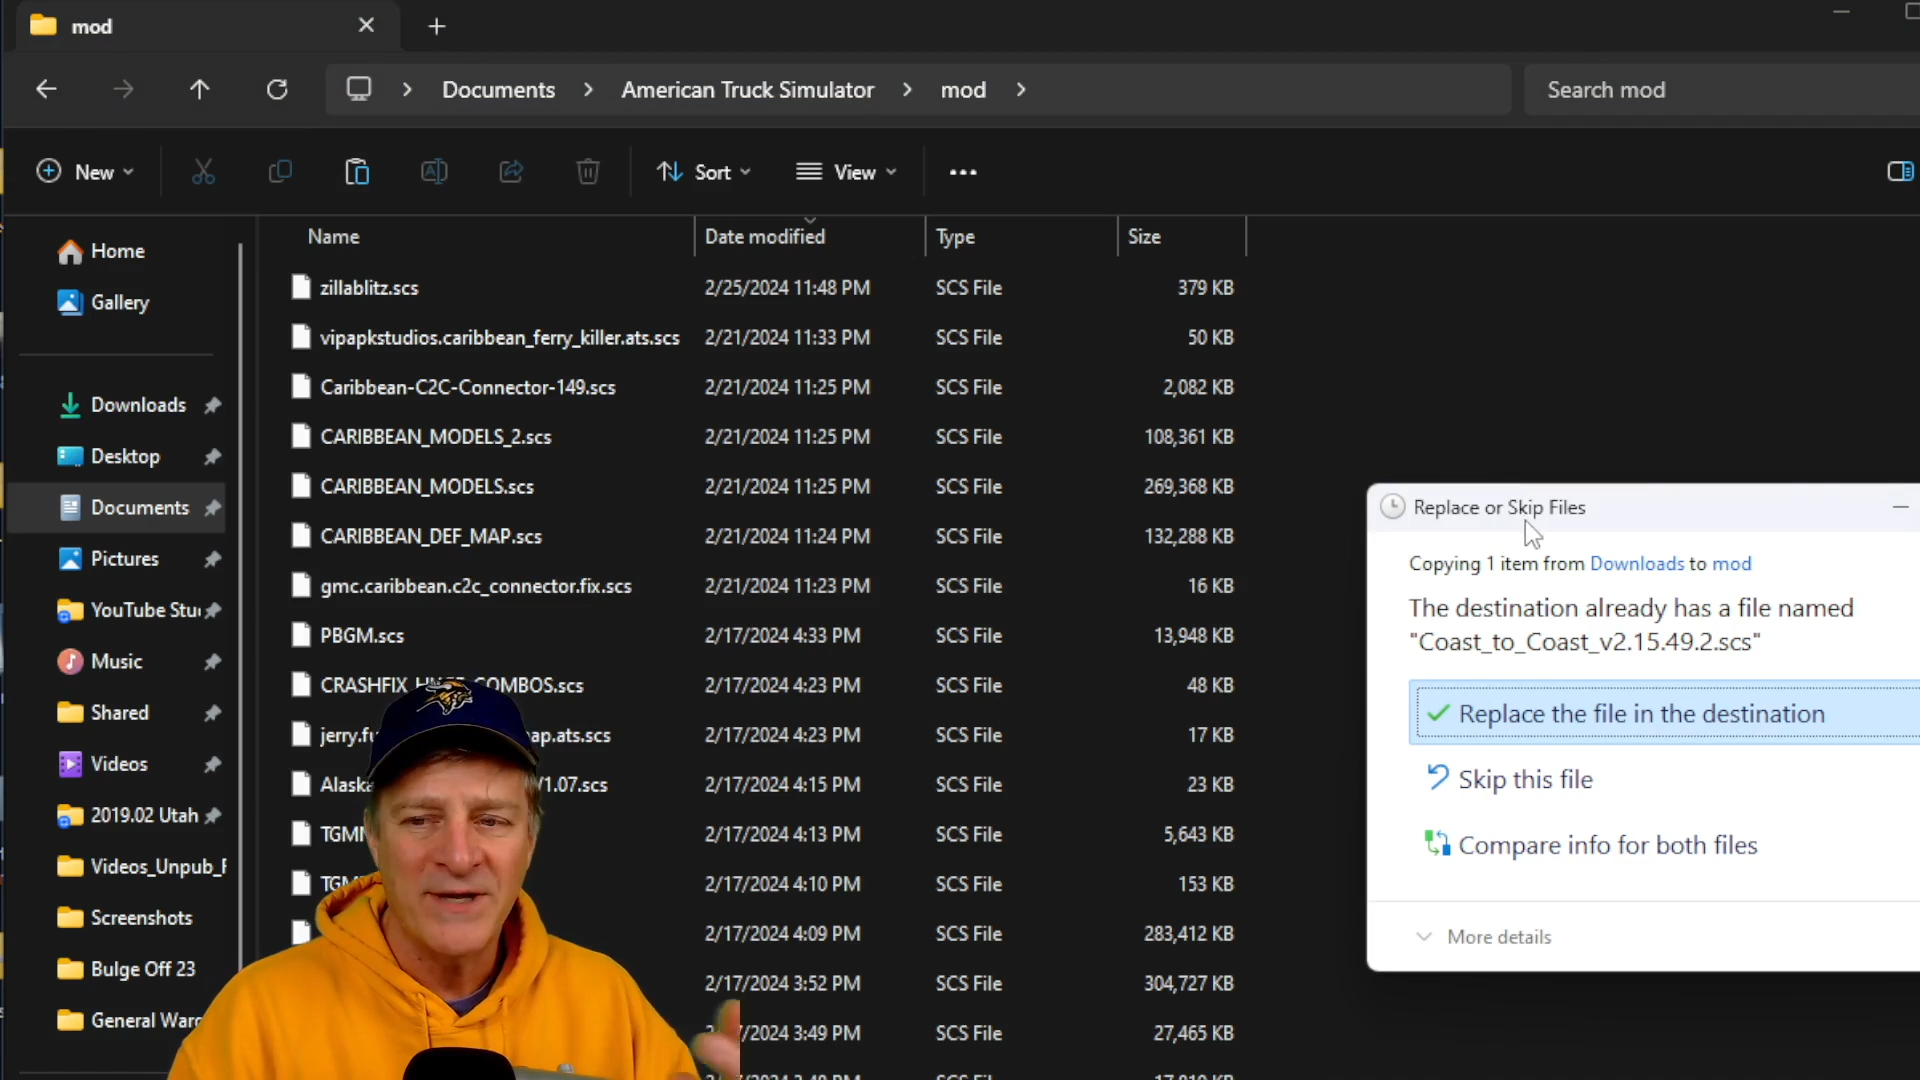 mod
Documents
American Truck Simulator
mod
Search mod
New
Sort
View
Name
Date modified
Type
Size
Home
Gallery
Downloads
Desktop
Documents
Pictures
YouTube Stu
Music
Shared
Videos
2019.02 Utah
Videos_Unpub_F
Screenshots
Bulge Off 23
General Warg
zillablitz.scs 2/25/2024 11:48 PM SCS File 379 KB
vipapkstudios.caribbean_ferry_killer.ats.scs 2/21/2024 11:33 PM SCS File 50 KB
Caribbean-C2C-Connector-149.scs 2/21/2024 11:25 PM SCS File 2,082 KB
CARIBBEAN_MODELS_2.scs 2/21/2024 11:25 PM SCS File 108,361 KB
CARIBBEAN_MODELS.scs 2/21/2024 11:25 PM SCS File 269,368 KB
CARIBBEAN_DEF_MAP.scs 2/21/2024 11:24 PM SCS File 132,288 KB
gmc.caribbean.c2c_connector.fix.scs 2/21/2024 11:23 PM SCS File 16 KB
PBGM.scs 2/17/2024 4:33 PM SCS File 13,948 KB
CRASHFIX COMBOS.scs 2/17/2024 4:23 PM SCS File 48 KB
jerry.fu ap.ats.scs 2/17/2024 4:23 PM SCS File 17 KB
Alaska 1.07.scs 2/17/2024 4:15 PM SCS File 23 KB
2/17/2024 4:13 PM SCS File 5,643 KB
2/17/2024 4:10 PM SCS File 153 KB
2/17/2024 4:09 PM SCS File 283,412 KB
2/17/2024 3:52 PM SCS File 304,727 KB
/2024 3:49 PM SCS File 27,465 KB
Replace or Skip Files
Copying 1 item from Downloads to mod
The destination already has a file named
"Coast_to_Coast_v2.15.49.2.scs"
Replace the file in the destination
Skip this file
Compare info for both files
More details